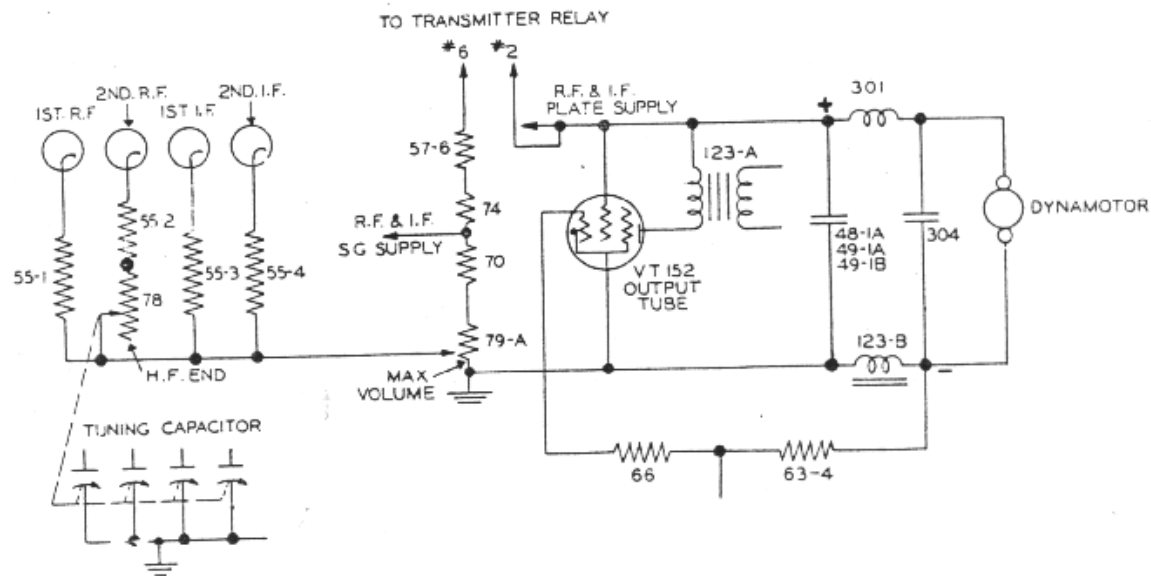 TO TRANSMITTER RELAY
#6 #2
1ST. R.F
2ND. R.F.
1ST. I.F.
2ND. I.F.
R.F. & I.F.
PLATE SUPPLY
+
301
57-6
123-A
DYNAMOTOR
74
55-2
R.F. & I.F.
SG SUPPLY
48-1A
49-1A
49-1B
304
70
VT 152
OUTPUT
TUBE
55-1
78
55-3
55-4
79-A
123-B
-
H.F. END
MAX
VOLUME
TUNING CAPACITOR
66
63-4